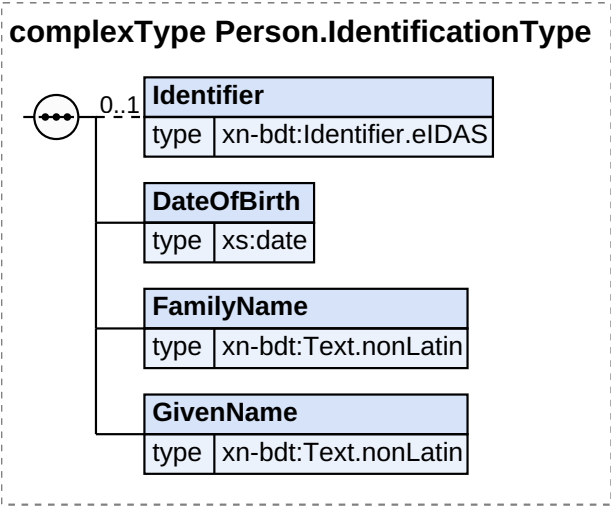 complexType Person.IdentificationType
0..1
Identifier
type xn-bdt:Identifier.eIDAS
DateOfBirth
type xs:date
FamilyName
type xn-bdt:Text.nonLatin
GivenName
type xn-bdt:Text.nonLatin